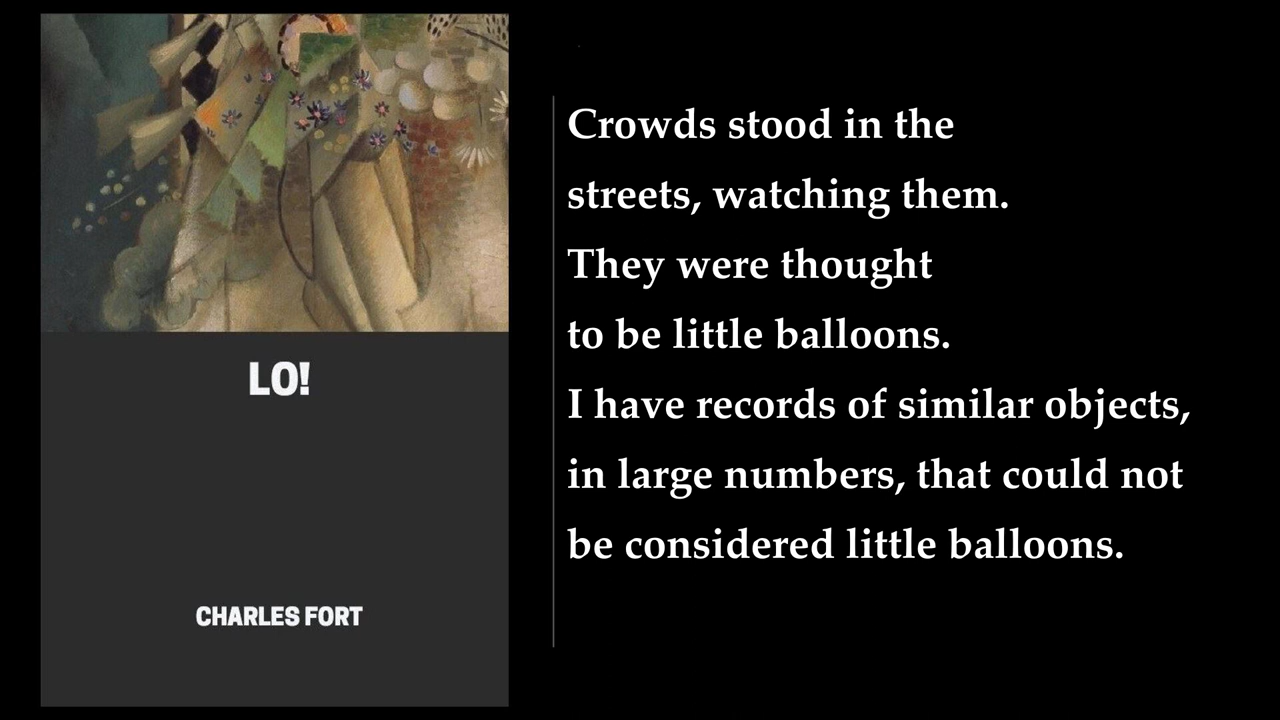 LO!
CHARLES FORT
Crowds stood in the
streets, watching them.
They were thought
to be little balloons.
I have records of similar objects,
in large numbers, that could not
be considered little balloons.